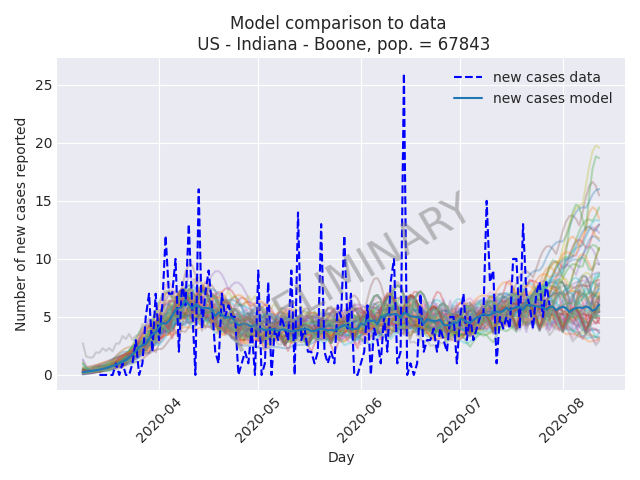 Model comparison to data
US - Indiana - Boone, pop. = 67843
Number of new cases reported
25
20
15
10
5
0
new cases data
new cases model
2020-04
2020-05
2020-06
2020-07
2020-08
Day